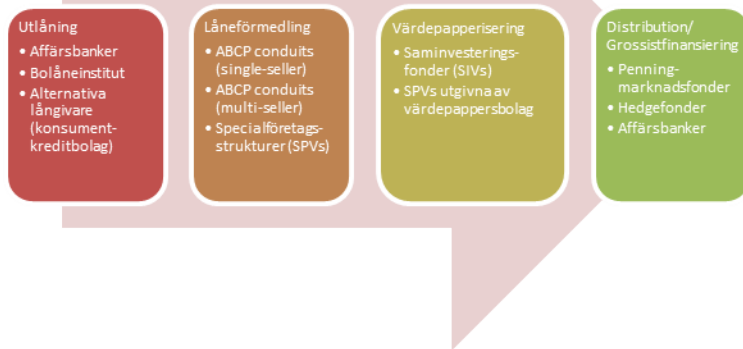 Utlåning
• Affärsbanker
• Bolåneinstitut
• Alternativa
långivare
(konsument-
kreditbolag)
Låneförmedling
• ABCP conduits
(single-seller)
• ABCP conduits
(multi-seller)
• Specialföretags-
strukturer (SPVs)
Värdepapperisering
• Saminvesterings-
fonder (SIVs)
• SPVs utgivna av
värdepappersbolag
Distribution/
Grossistfinansiering
• Penning-
marknadsfonder
• Hedgefonder
• Affärsbanker